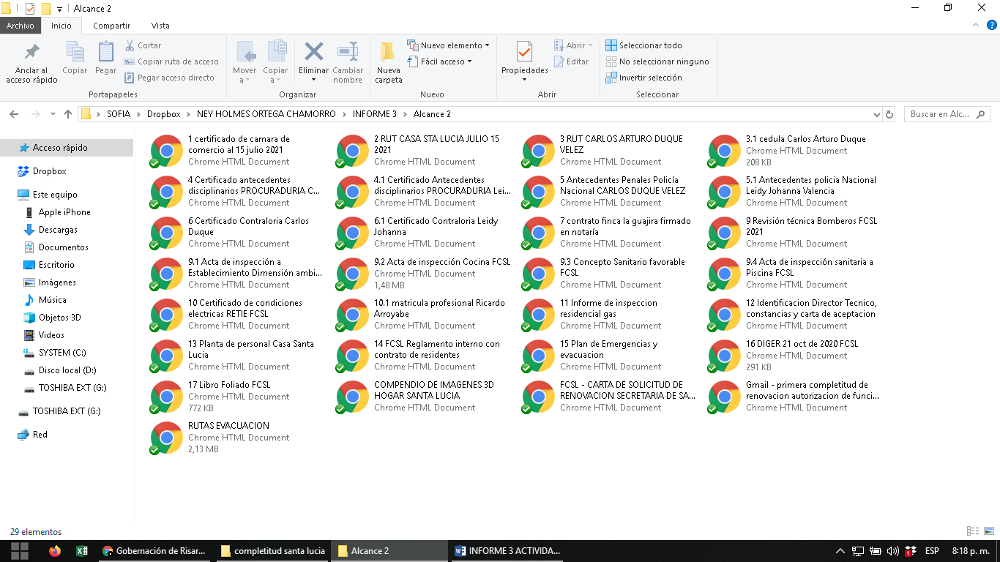 Alcance 2
Archivo
Inicio
Compartir
Vista
Anclar al
acceso rápido
Copiar
Pegar
Cortar
Copiar ruta de acceso
Pegar acceso directo
Portapapeles
Mover
a
Copiar
a
Eliminar
Cambiar
nombre
Organizar
Nueva
carpeta
Nuevo elemento
Fácil acceso
Nuevo
Propiedades
Abrir
Editar
Abrir
Seleccionar todo
No seleccionar ninguno
Invertir selección
Seleccionar
SOFIA > Dropbox > NEY HOLMES ORTEGA CHAMORRO > INFORME 3 > Alcance 2
Buscar en Alc...
Acceso rápido
Dropbox
Este equipo
Apple iPhone
Descargas
Documentos
Escritorio
Imágenes
Música
Objetos 3D
Videos
SYSTEM (C:)
Disco local (D:)
TOSHIBA EXT (G:)
TOSHIBA EXT (G:)
Red
1 certificado de camara de
comercio al 15 julio 2021
Chrome HTML Document
2 RUT CASA STA LUCIA JULIO 15
2021
Chrome HTML Document
3 RUT CARLOS ARTURO DUQUE
VELEZ
Chrome HTML Document
3.1 cedula Carlos Arturo Duque
Chrome HTML Document
208 KB
4 Certificado antecedentes
disciplinarios PROCURADURIA C...
Chrome HTML Document
4.1 Certificado Antecedentes
disciplinarios PROCURADURIA Lei...
Chrome HTML Document
5 Antecedentes Penales Policía
Nacional CARLOS DUQUE VELEZ
Chrome HTML Document
5.1 Antecedentes policia Nacional
Leidy Johanna Valencia
Chrome HTML Document
6 Certificado Contraloria Carlos
Duque
Chrome HTML Document
6.1 Certificado Contraloria Leidy
Johanna
Chrome HTML Document
7 contrato finca la guajira firmado
en notaría
Chrome HTML Document
9 Revisión técnica Bomberos FCSL
2021
Chrome HTML Document
9.1 Acta de inspección a
Establecimiento Dimensión ambi...
Chrome HTML Document
9.2 Acta de inspección Cocina FCSL
Chrome HTML Document
1,48 MB
9.3 Concepto Sanitario favorable
FCSL
Chrome HTML Document
9.4 Acta de inspección sanitaria a
Piscina FCSL
Chrome HTML Document
10 Certificado de condiciones
electricas RETIE FCSL
Chrome HTML Document
10.1 matricula profesional Ricardo
Arroyabe
Chrome HTML Document
11 Informe de inspeccion
residencial gas
Chrome HTML Document
12 Identificacion Director Tecnico,
constancias y carta de aceptacion
Chrome HTML Document
13 Planta de personal Casa Santa
Lucia
Chrome HTML Document
14 FCSL Reglamento interno con
contrato de residentes
Chrome HTML Document
15 Plan de Emergencias y
evacuacion
Chrome HTML Document
16 DIGER 21 oct de 2020 FCSL
Chrome HTML Document
291 KB
17 Libro Foliado FCSL
Chrome HTML Document
772 KB
COMPENDIO DE IMAGENES 3D
HOGAR SANTA LUCIA
Chrome HTML Document
FCSL - CARTA DE SOLICITUD DE
RENOVACION SECRETARIA DE SA...
Chrome HTML Document
Gmail - primera completitud de
renovacion autorizacion de funci...
Chrome HTML Document
RUTAS EVACUACION
Chrome HTML Document
2,13 MB
29 elementos
Gobernación de Risar...
completitud santa lucia
Alcance 2
INFORME 3 ACTIVIDA...
1
ESP
8:18 p. m.